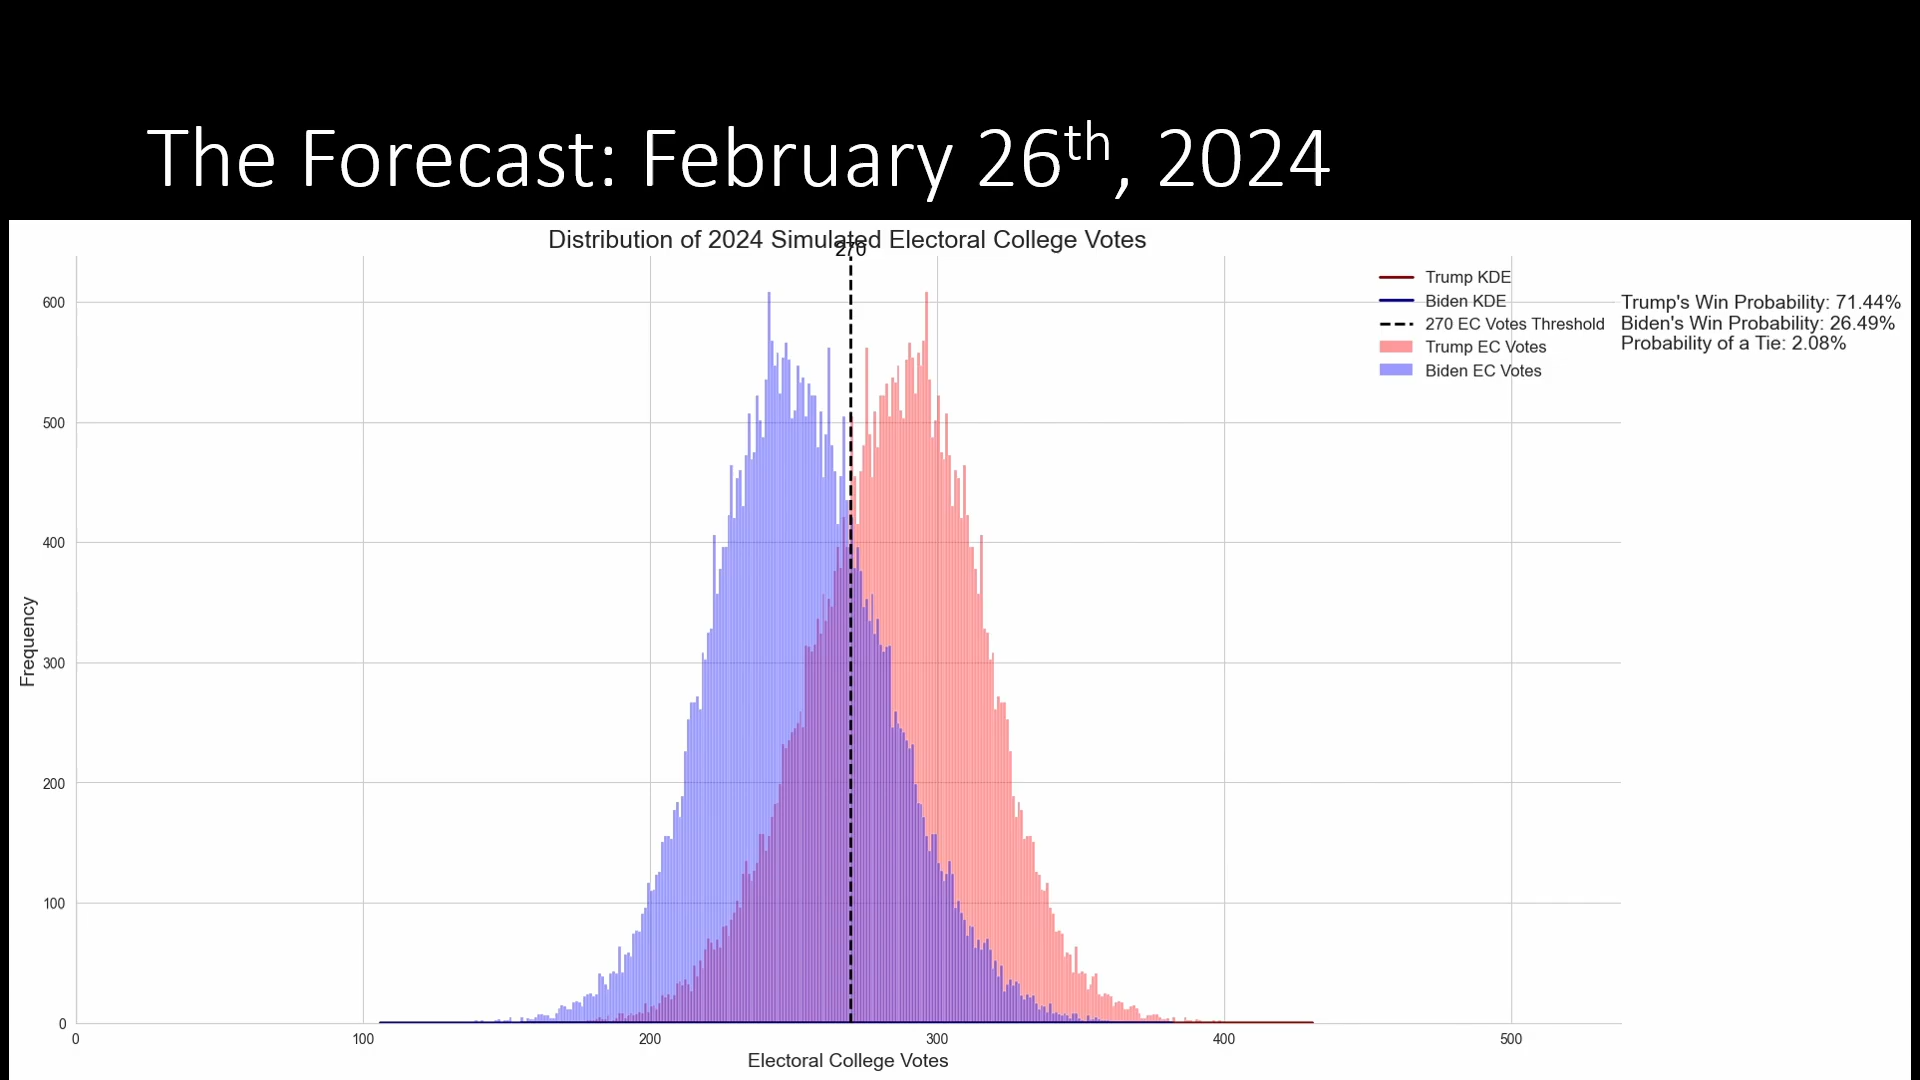 The Forecast: February 26th, 2024
Distribution of 2024 Simulated Electoral College Votes
270
Trump KDE
Biden KDE
270 EC Votes Threshold
Trump EC Votes
Biden EC Votes
Trump's Win Probability: 71.44%
Biden's Win Probability: 26.49%
Probability of a Tie: 2.08%
600
500
400
300
200
100
0
Frequency
0 100 200 300 400 500
Electoral College Votes